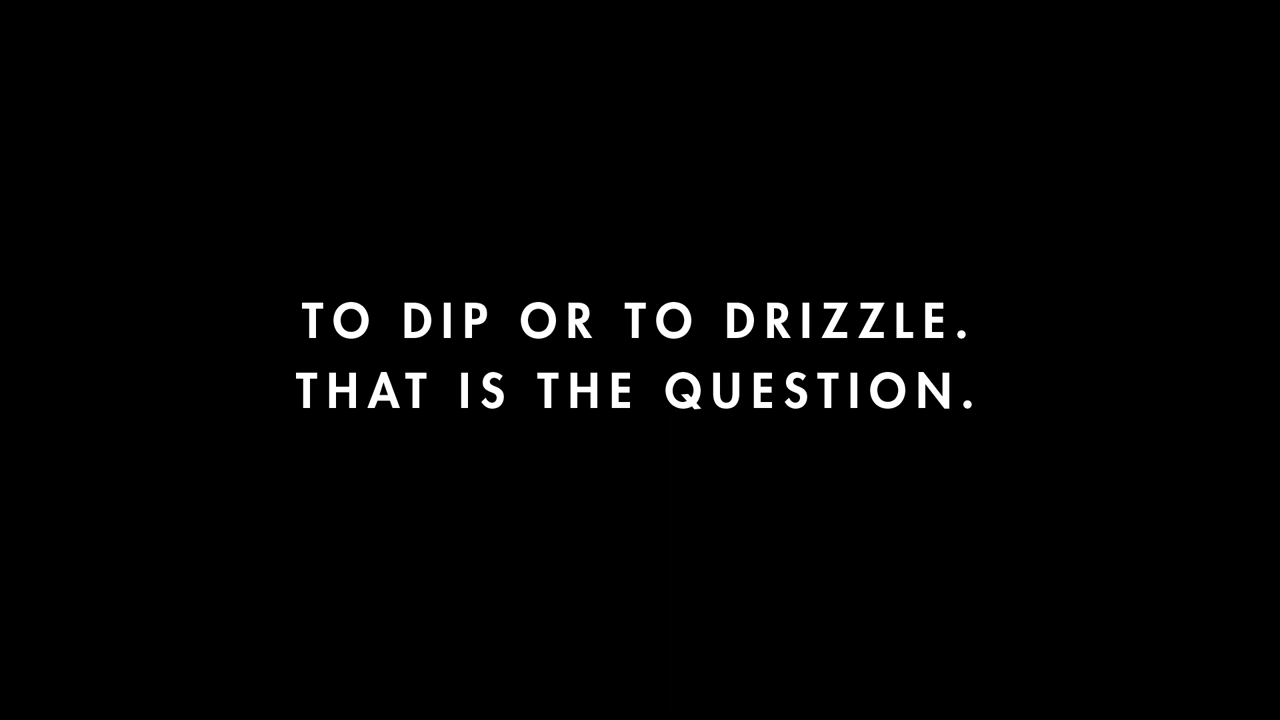 TO DIP OR TO DRIZZLE.
THAT IS THE QUESTION.